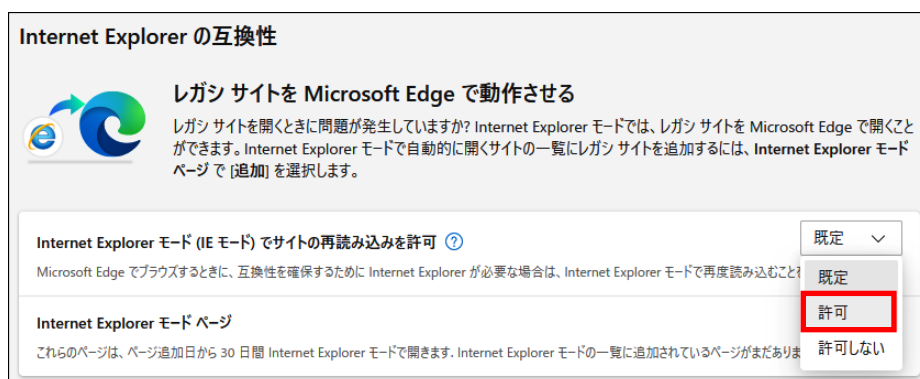 Internet Explorer の互換性
レガシ サイトを Microsoft Edge で動作させる
レガシ サイトを開くときに問題が発生していますか? Internet Explorer モードでは、レガシ サイトを Microsoft Edge で開くこと
ができます。Internet Explorer モードで自動的に開くサイトの一覧にレガシ サイトを追加するには、Internet Explorer モード
ページ で [追加] を選択します。
Internet Explorer モード (IE モード) でサイトの再読み込みを許可 ?
既定
Microsoft Edge でブラウズするときに、互換性を確保するために Internet Explorer が必要な場合は、Internet Explorer モードで再度読み込むこと
既定
許可
Internet Explorer モード ページ
許可しない
これらのページは、ページ追加日から 30 日間 Internet Explorer モードで開きます. Internet Explorer モードの一覧に追加されているページがまだありま